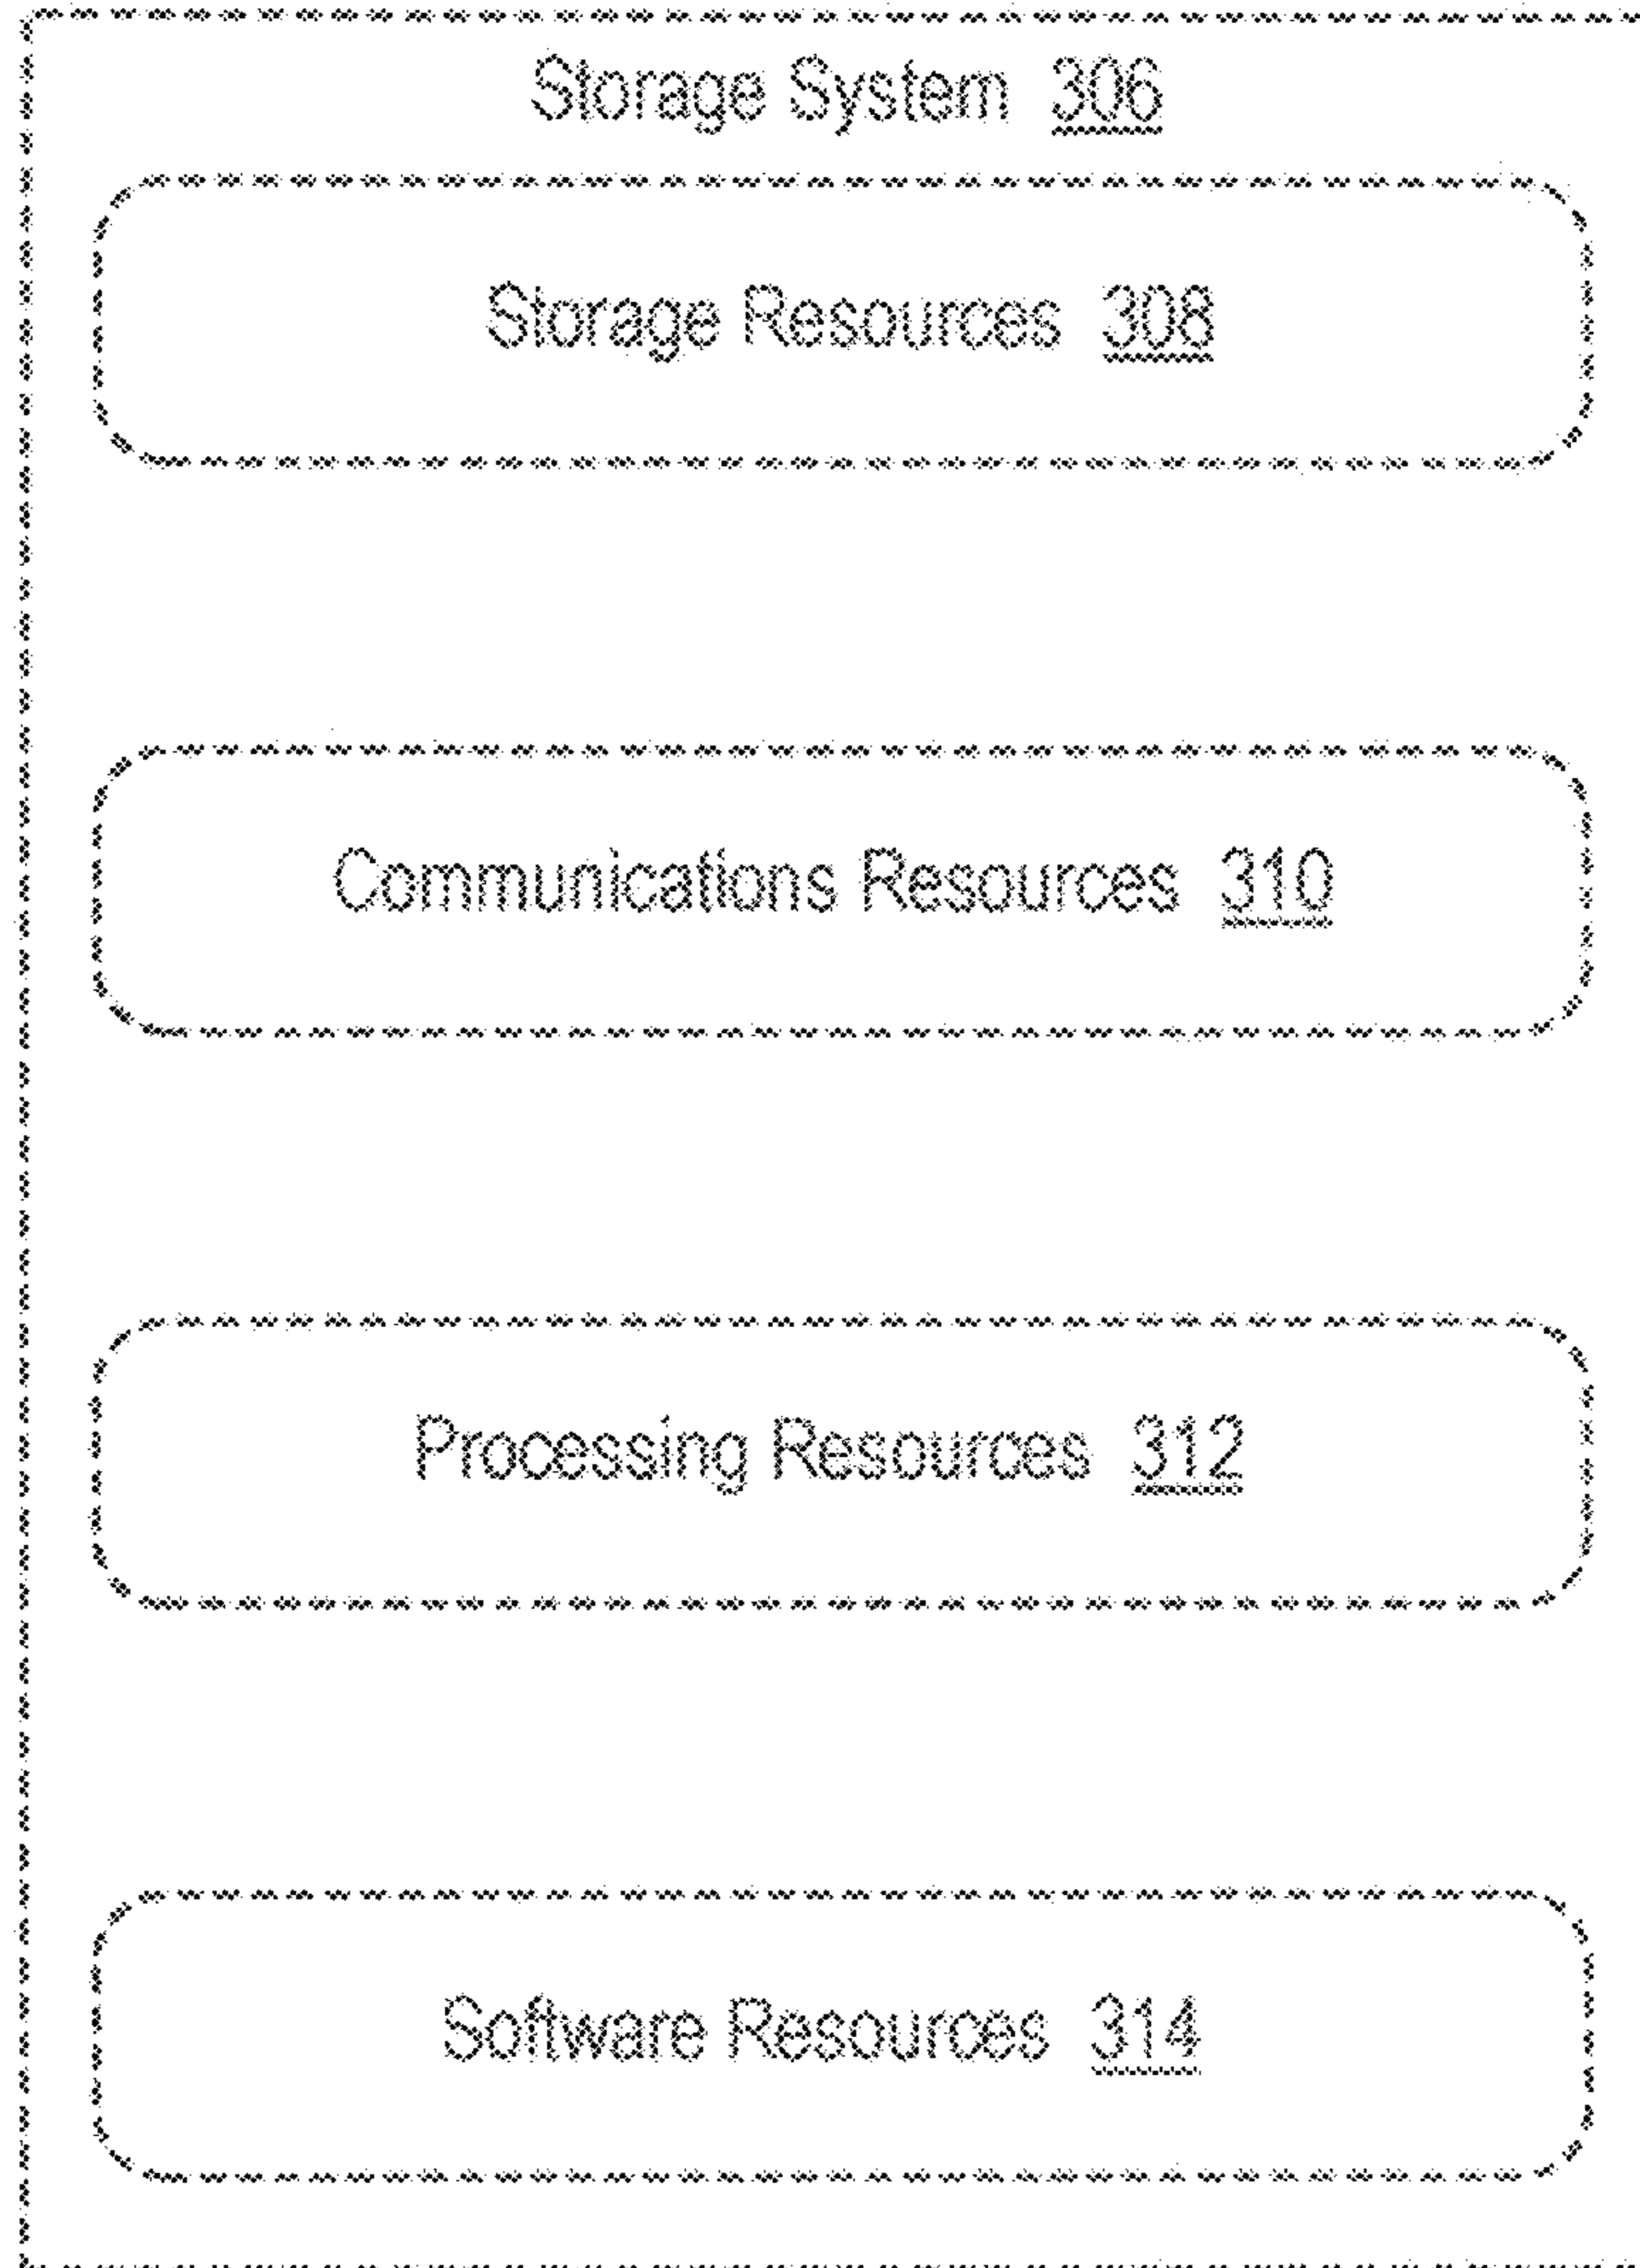 Storage System 306
Storage Resources 308
Communications Resources 310
Processing Resources 312
Software Resources 314